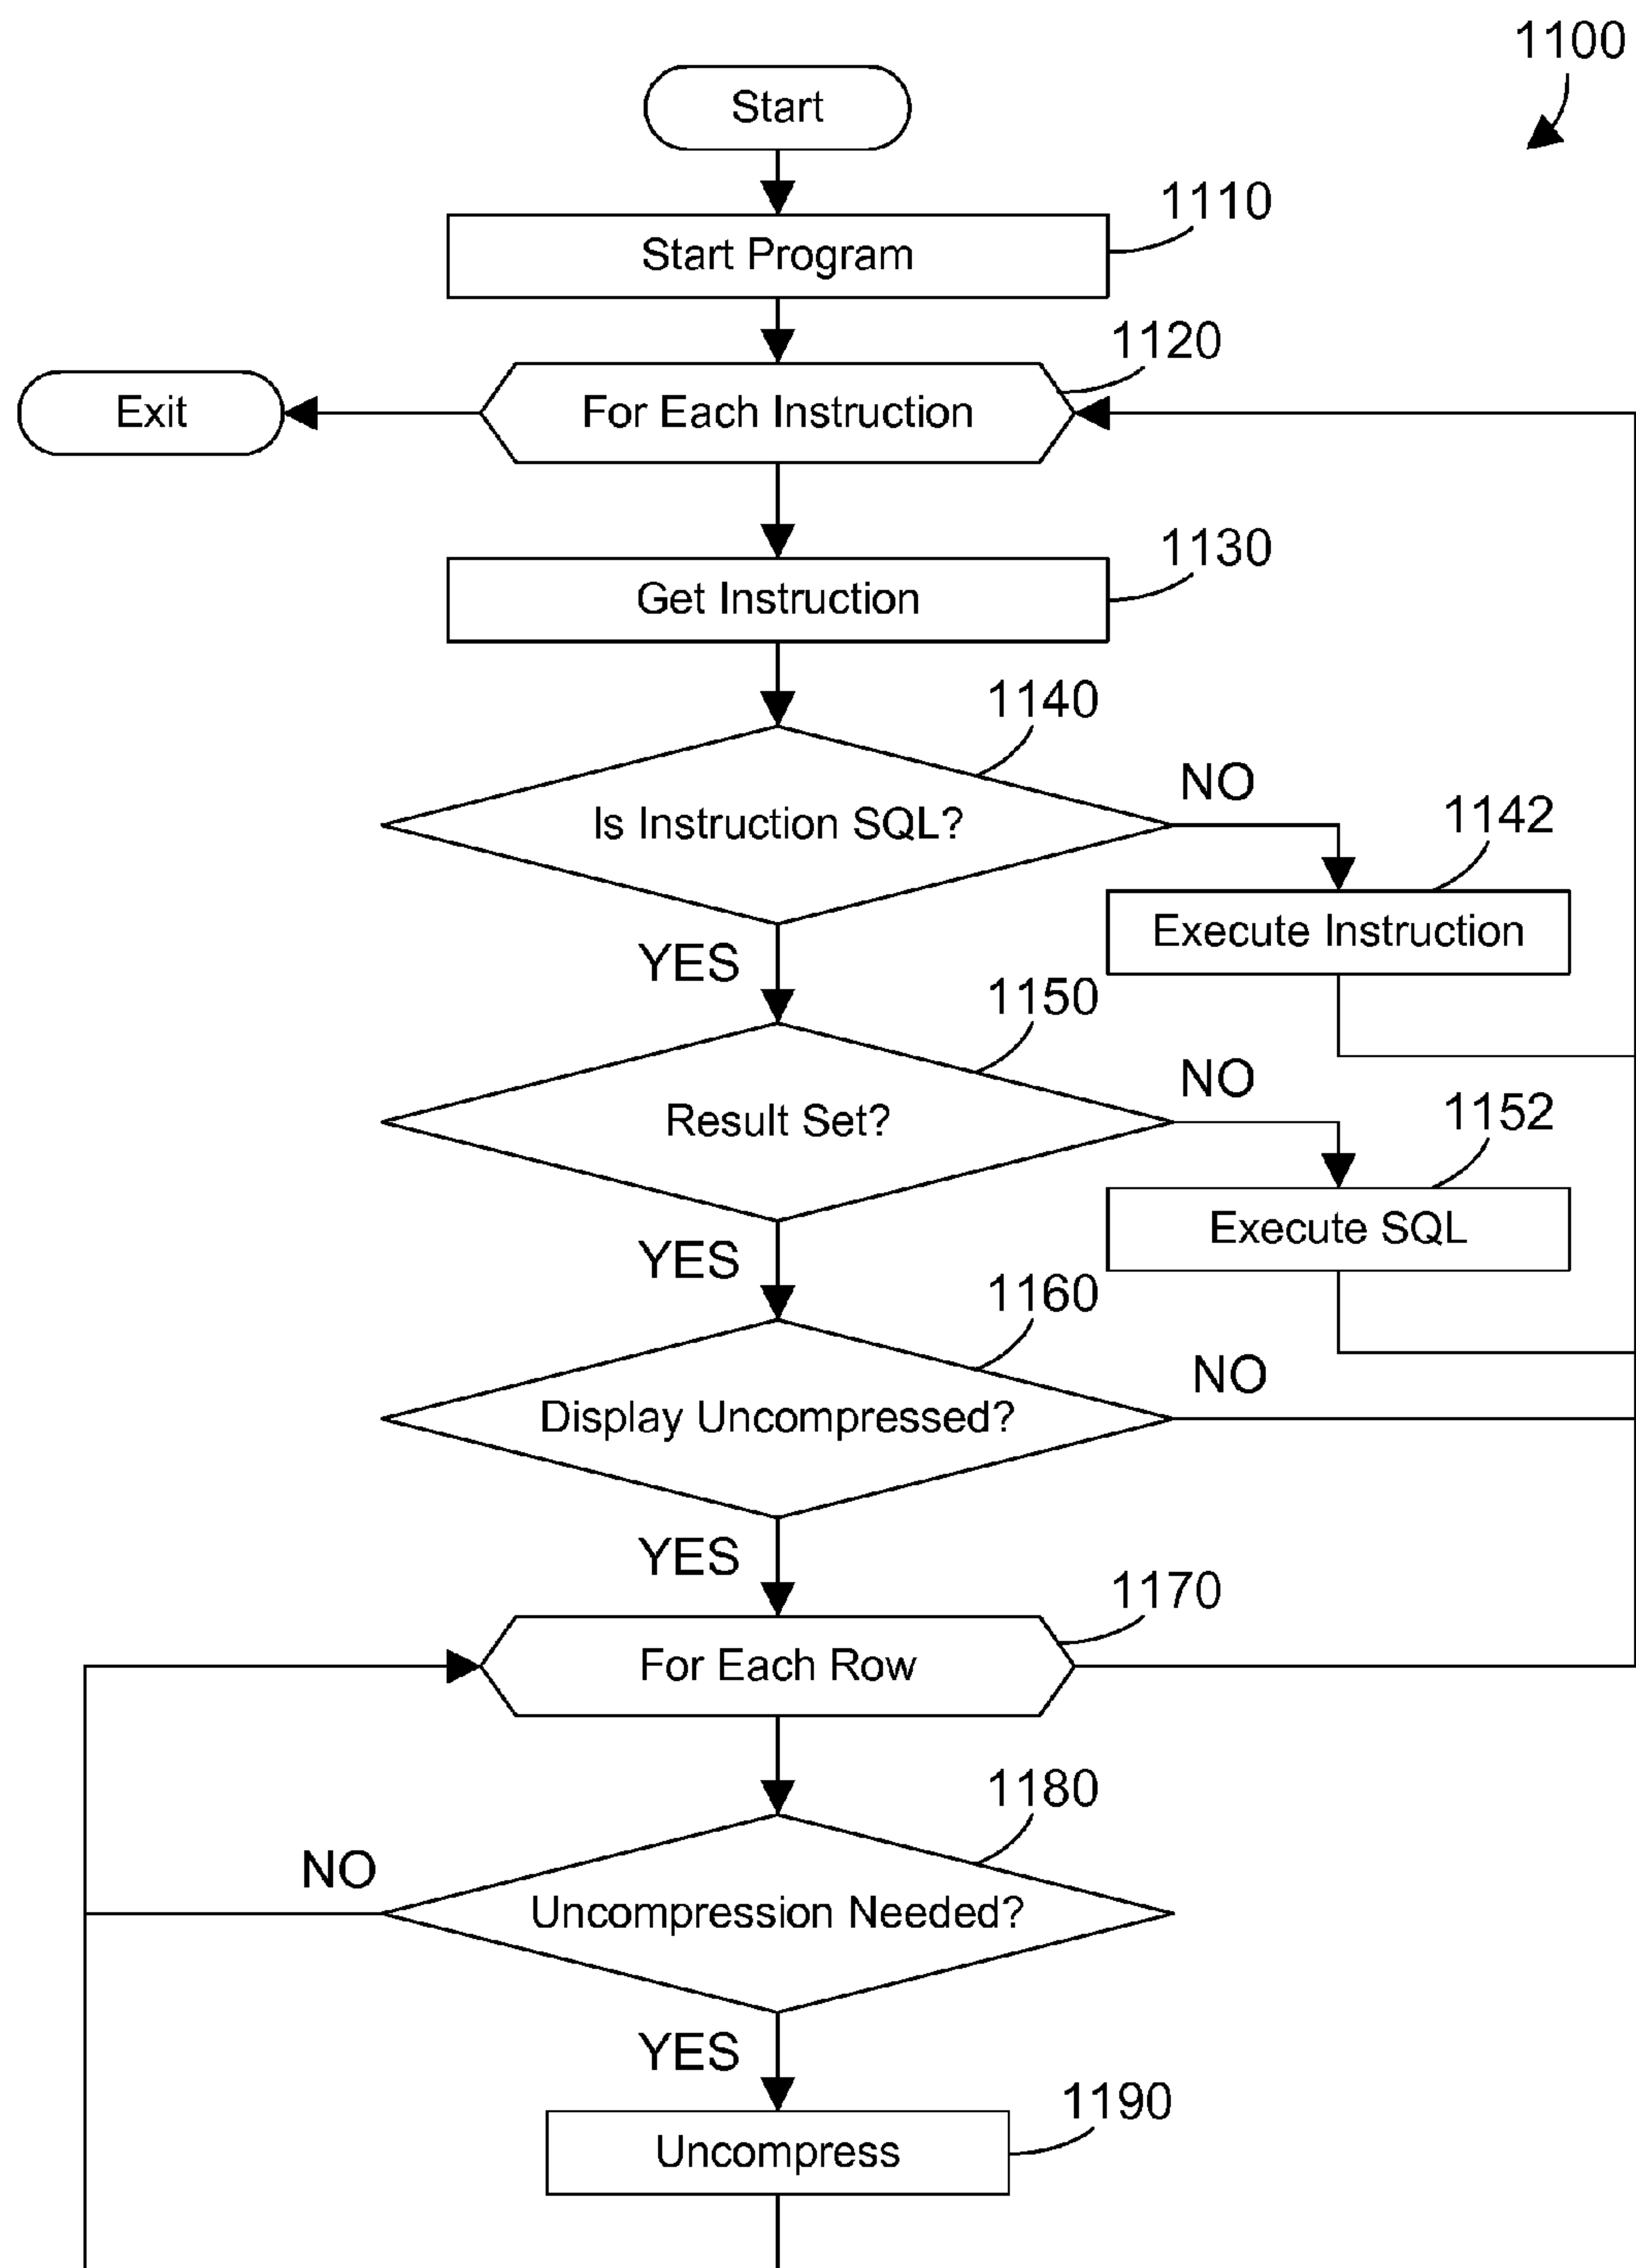 1100
Start
1110
Start Program
1120
Exit
For Each Instruction
1130
Get Instruction
1140
NO
Is Instruction SQL?
1142
Execute Instruction
YES
1150
NO
Result Set?
1152
Execute SQL
YES
1160
NO
Display Uncompressed?
YES
1170
For Each Row
1180
NO
Uncompression Needed?
YES
1190
Uncompress